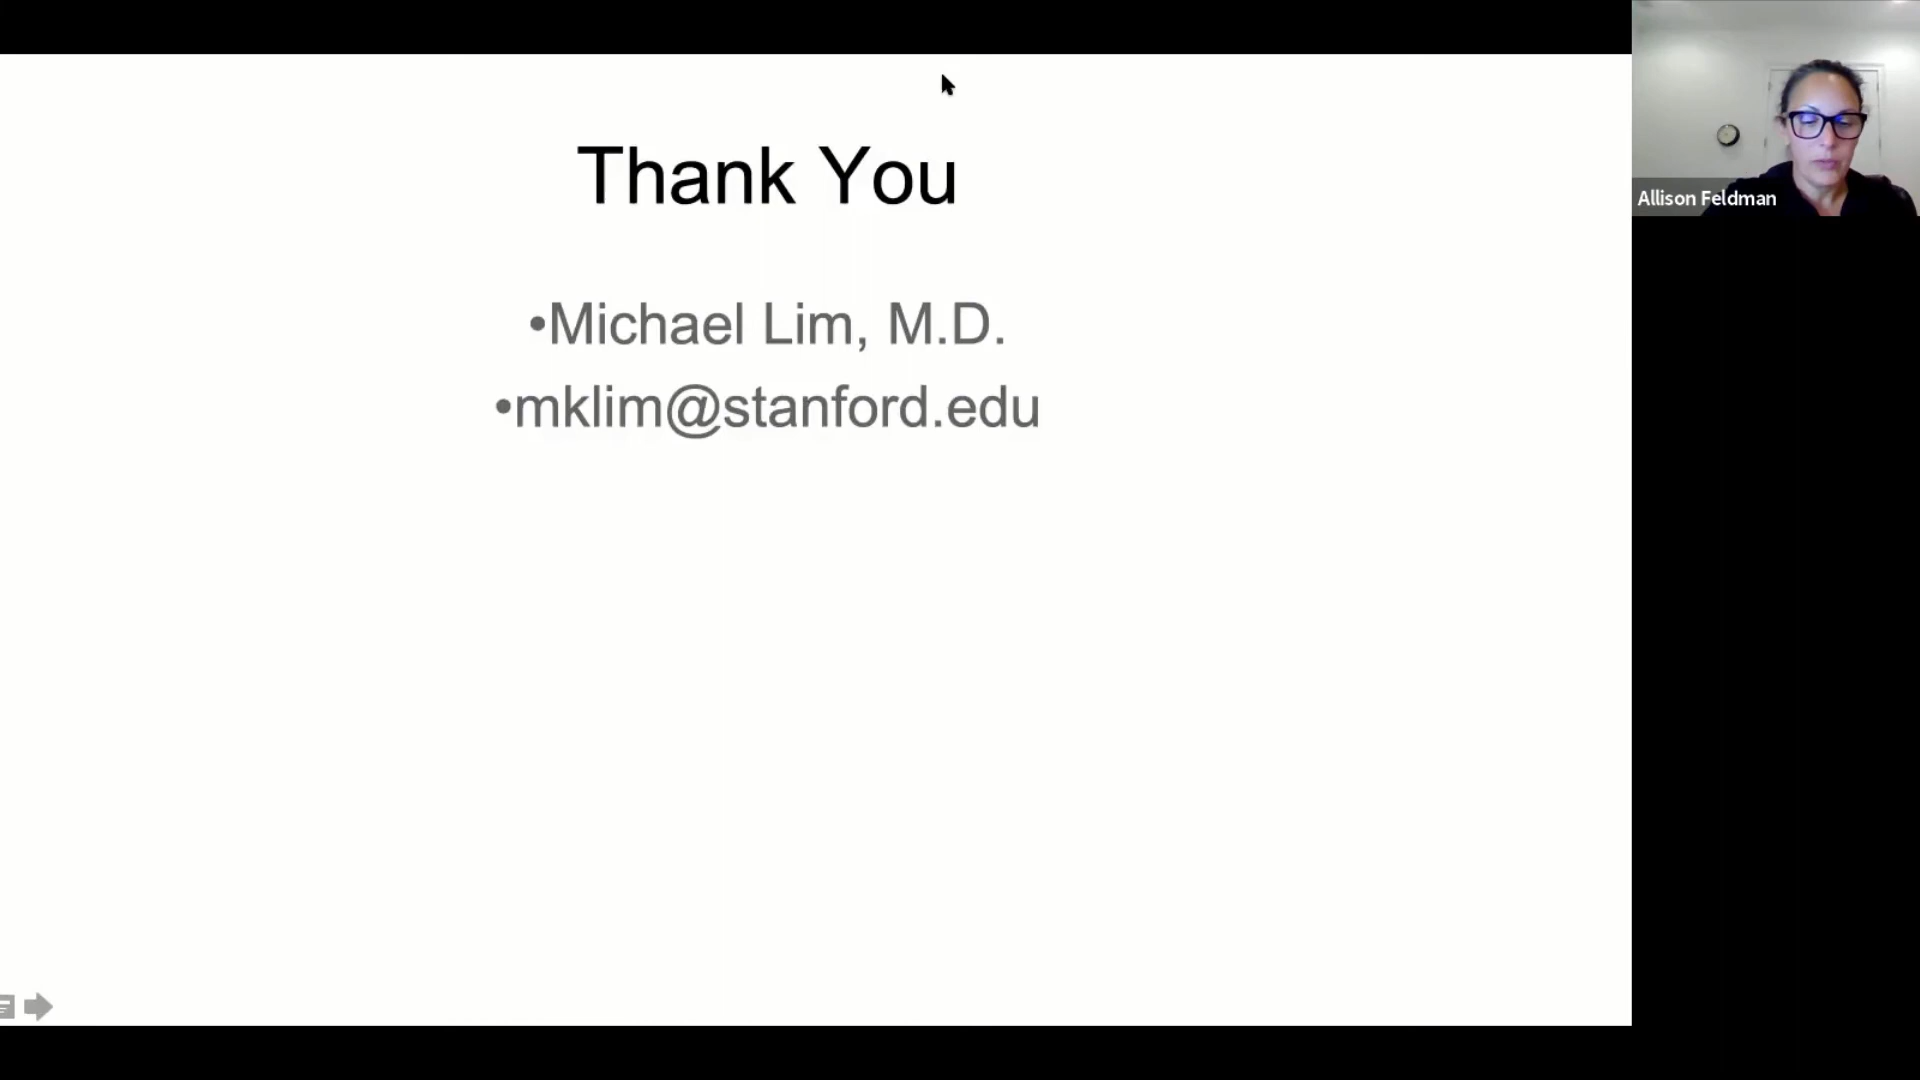 Thank You
•Michael Lim, M.D.
•mklim@stanford.edu
Allison Feldman